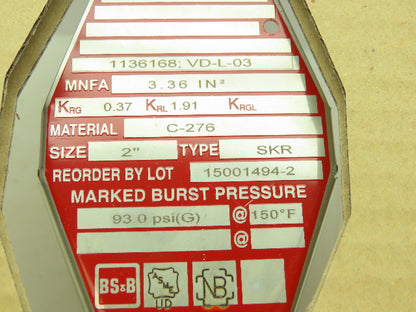 1136168; VD-L-03
MNFA 3.36 IN²
KRG 0.37 KRL 1.91 KRGL
MATERIAL C-276
SIZE 2" TYPE SKR
REORDER BY LOT 15001494-2
MARKED BURST PRESSURE
93.0 psi(G) @ 150°F
@
BS&B ASME UD NB